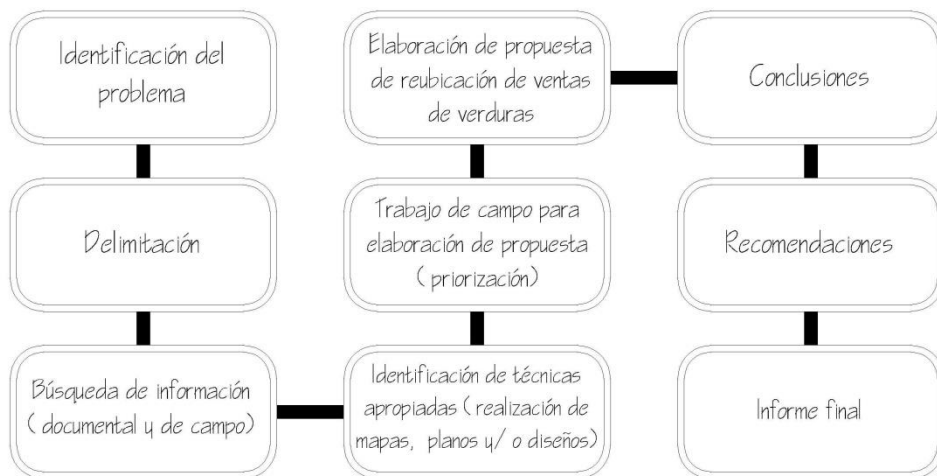 Identificación del
problema
Delimitación
Búsqueda de información
( documental y de campo)
Identificación de técnicas
apropiadas ( realización de
mapas, planos y/ o diseños)
Trabajo de campo para
elaboración de propuesta
( priorización)
Elaboración de propuesta
de reubicación de ventas
de verduras
Conclusiones
Recomendaciones
Informe final